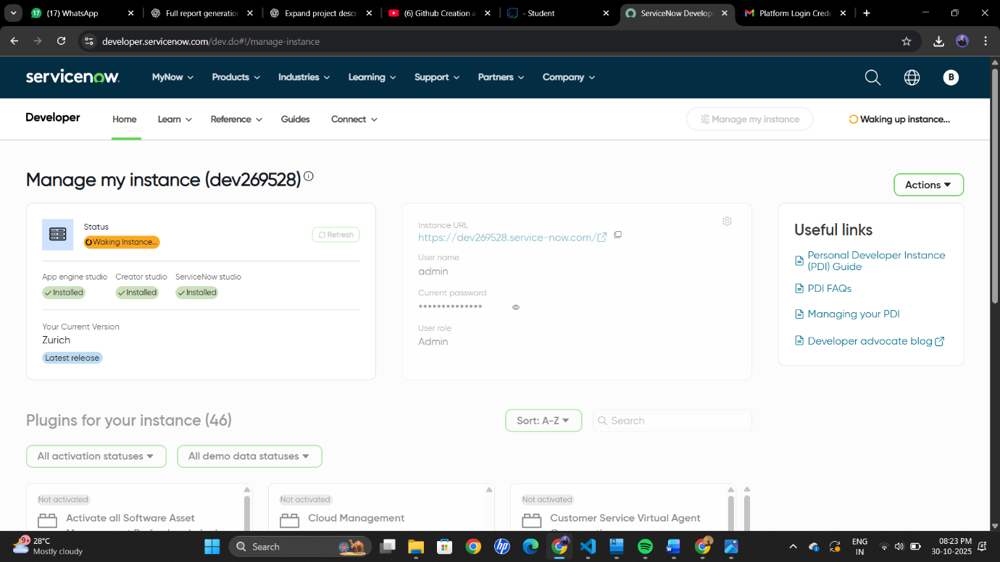 (17) WhatsApp
Full report generation
Expand project descr
(6) Github Creation a
- Student
ServiceNow Develop
Platform Login Crede
developer.servicenow.com/dev.do#!/manage-instance
servicenow
MyNow
Products
Industries
Learning
Support
Partners
Company
B
Developer
Home
Learn
Reference
Guides
Connect
Manage my instance
Waking up instance...
Manage my instance (dev269528)
Actions
Status
Waking Instance...
Refresh
App engine studio
Creator studio
ServiceNow studio
Installed
Installed
Installed
Your Current Version
Zurich
Latest release
Instance URL
https://dev269528.service-now.com/
User name
admin
Current password
**************
User role
Admin
Useful links
Personal Developer Instance
(PDI) Guide
PDI FAQs
Managing your PDI
Developer advocate blog
Plugins for your instance (46)
Sort: A-Z
Search
All activation statuses
All demo data statuses
Not activated
Activate all Software Asset
Not activated
Cloud Management
Not activated
Customer Service Virtual Agent
9+
28°C
Mostly cloudy
Search
ENG
IN
08:23 PM
30-10-2025